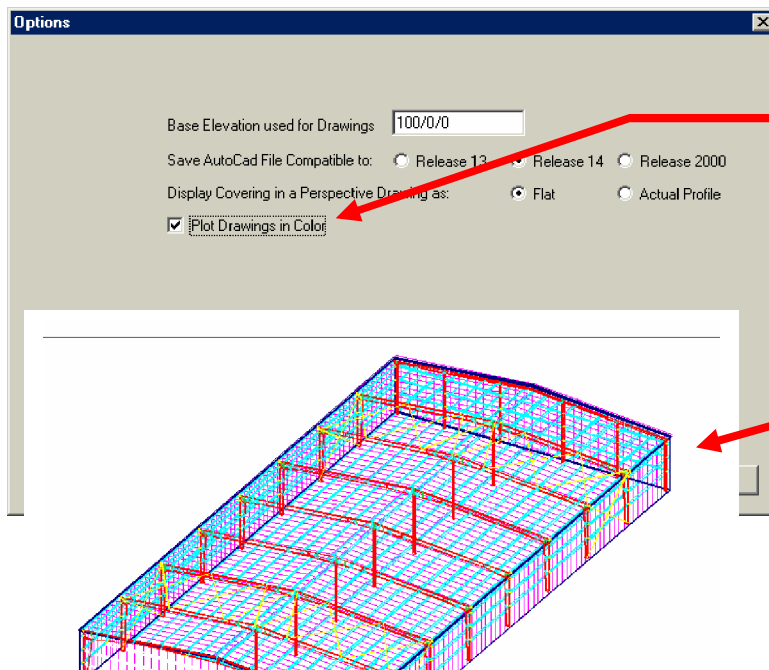 Options
Base Elevation used for Drawings 100/0/0
Save AutoCad File Compatible to: Release 13 Release 14 Release 2000
Display Covering in a Perspective Drawing as: Flat Actual Profile
Plot Drawings in Color